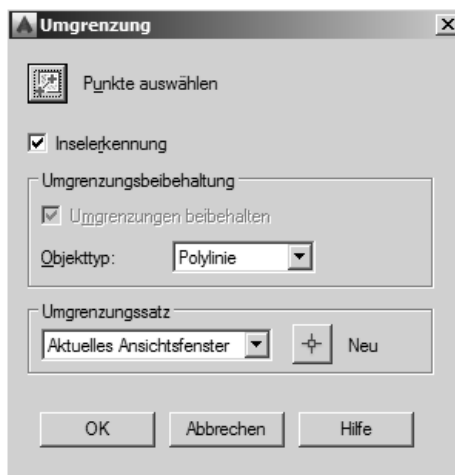 Umgrenzung
Punkte auswählen
Inselerkennung
Umgrenzungsbeibehaltung
Umgrenzungen beibehalten
Objekttyp: Polylinie
Umgrenzungssatz
Aktuelles Ansichtsfenster Neu
OK Abbrechen Hilfe